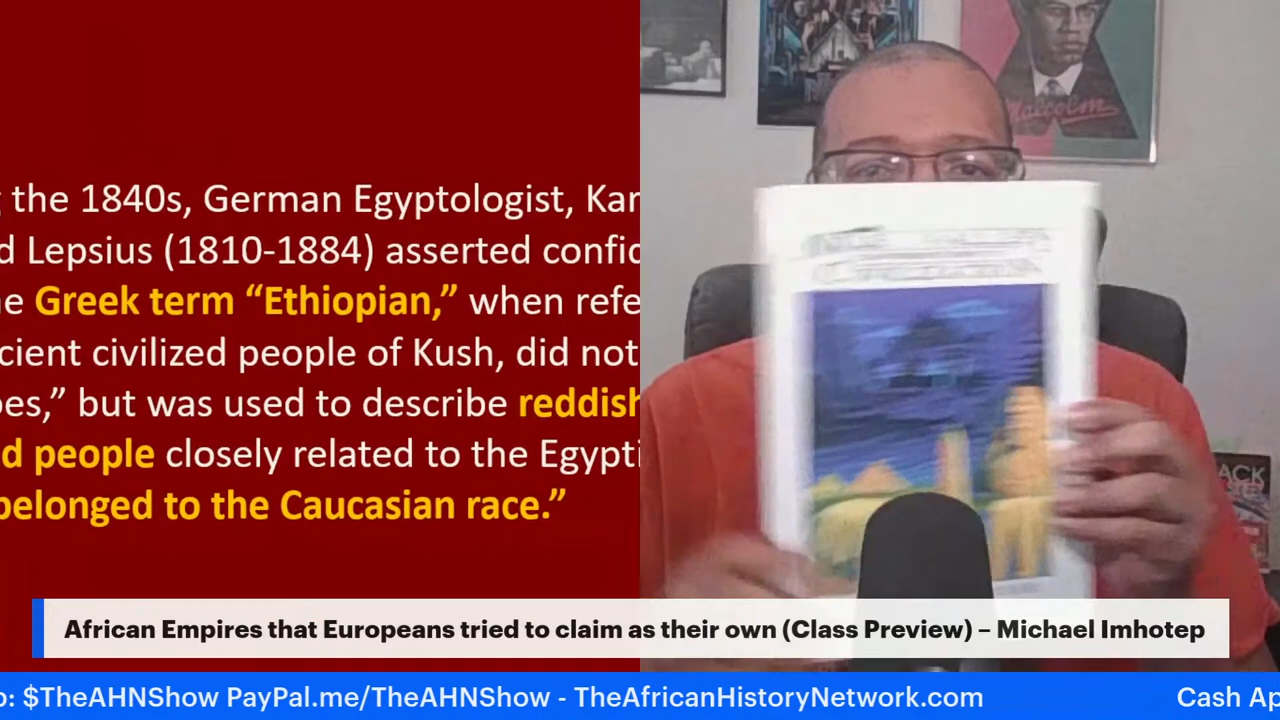 the 1840s, German Egyptologist, Kar
d Lepsius (1810-1884) asserted confid
e Greek term “Ethiopian,” when refe
cient civilized people of Kush, did not
oes,” but was used to describe reddish
d people closely related to the Egypti
belonged to the Caucasian race.”
Malcolm
ACK
African Empires that Europeans tried to claim as their own (Class Preview) – Michael Imhotep
p: $TheAHNShow PayPal.me/TheAHNShow - TheAfricanHistoryNetwork.com Cash Ap